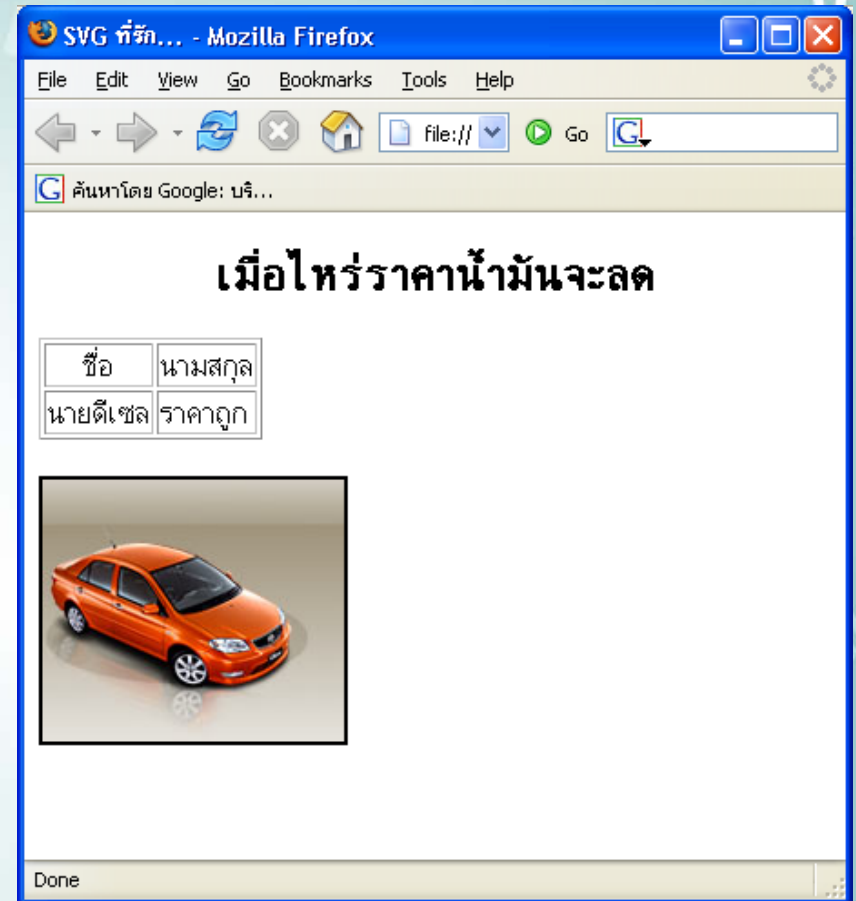 SVG ที่รัก... - Mozilla Firefox
File Edit View Go Bookmarks Tools Help
file:// Go G
G ค้นหาโดย Google: บริ...
เมื่อไหร่ราคาน้ำมันจะลด
ชื่อ นามสกุล
นายดีเซล ราคาถูก
Done